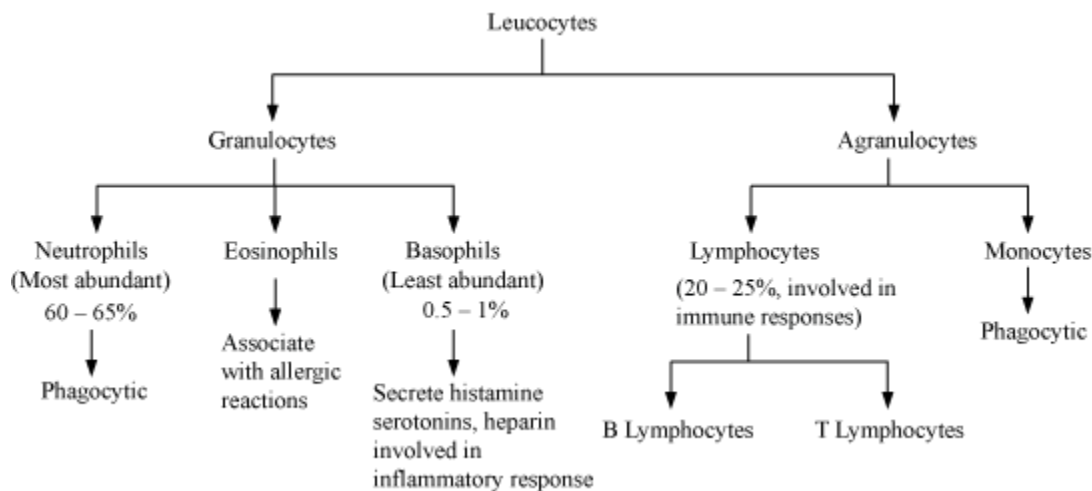 Leucocytes
Granulocytes
Agranulocytes
Neutrophils
(Most abundant)
60 – 65%
Phagocytic
Eosinophils
Associate
with allergic
reactions
Basophils
(Least abundant)
0.5 – 1%
Secrete histamine
serotonins, heparin
involved in
inflammatory response
Lymphocytes
(20 – 25%, involved in
immune responses)
B Lymphocytes
T Lymphocytes
Monocytes
Phagocytic